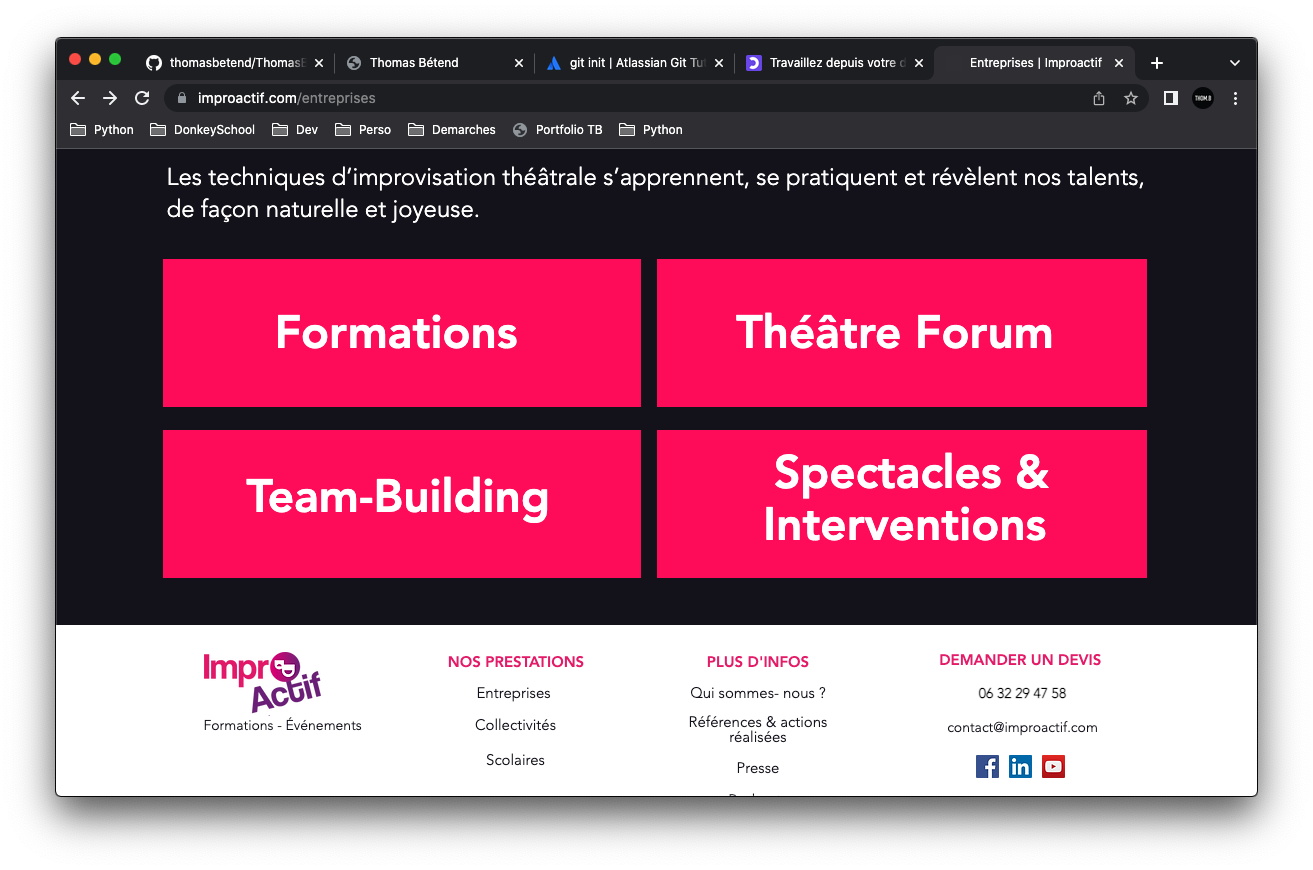 thomasbetend/ThomasB
Thomas Bétend
git init | Atlassian Git Tut
Travaillez depuis votre d
Entreprises | Improactif
improactif.com/entreprises
THOM.B
Python
DonkeySchool
Dev
Perso
Demarches
Portfolio TB
Python
Les techniques d’improvisation théâtrale s’apprennent, se pratiquent et révèlent nos talents,
de façon naturelle et joyeuse.
Formations
Théâtre Forum
Team-Building
Spectacles &
Interventions
Impro
Actif
Formations - Événements
NOS PRESTATIONS
Entreprises
Collectivités
Scolaires
PLUS D'INFOS
Qui sommes- nous ?
Références & actions
réalisées
Presse
DEMANDER UN DEVIS
06 32 29 47 58
contact@improactif.com